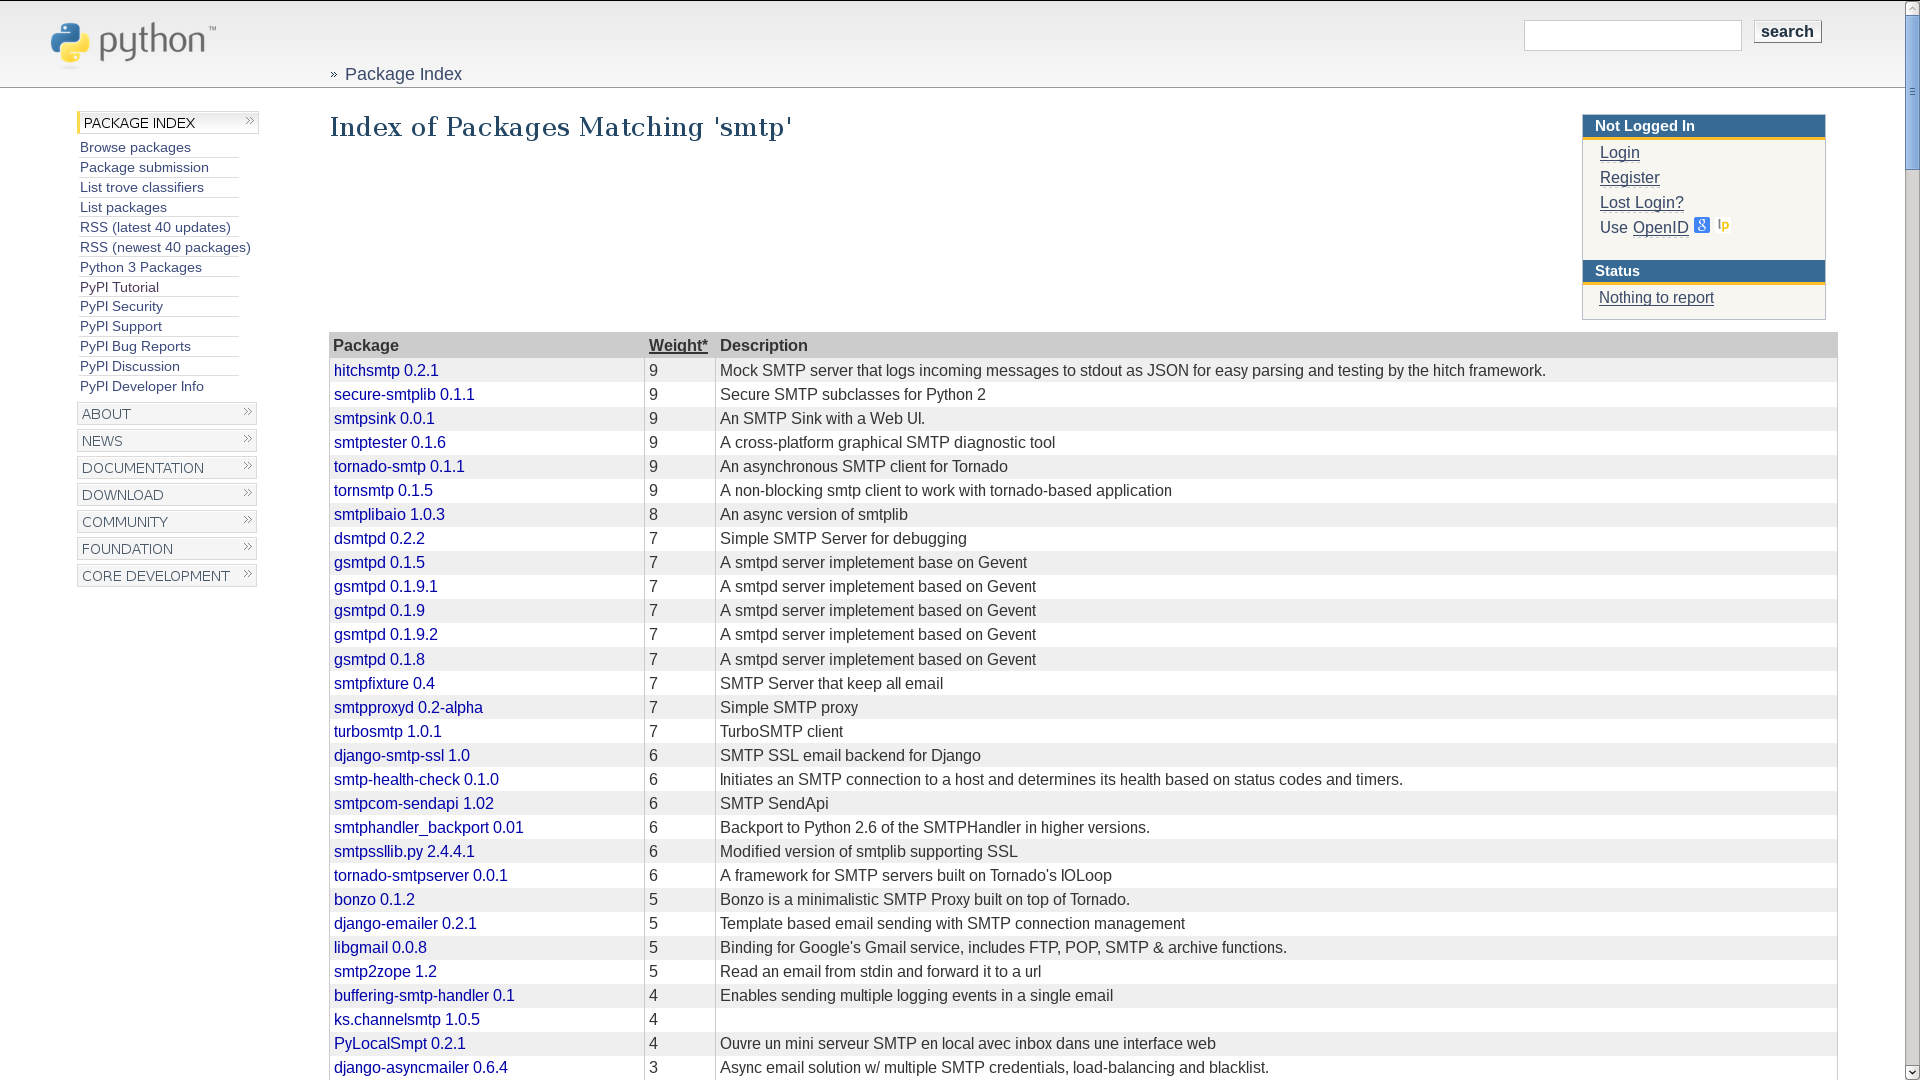 python™
search
» Package Index
PACKAGE INDEX
Browse packages
Package submission
List trove classifiers
List packages
RSS (latest 40 updates)
RSS (newest 40 packages)
Python 3 Packages
PyPI Tutorial
PyPI Security
PyPI Support
PyPI Bug Reports
PyPI Discussion
PyPI Developer Info
ABOUT
NEWS
DOCUMENTATION
DOWNLOAD
COMMUNITY
FOUNDATION
CORE DEVELOPMENT
Index of Packages Matching 'smtp'
Not Logged In
Login
Register
Lost Login?
Use OpenID g lp
Status
Nothing to report
Package Weight* Description
hitchsmtp 0.2.1 9 Mock SMTP server that logs incoming messages to stdout as JSON for easy parsing and testing by the hitch framework.
secure-smtplib 0.1.1 9 Secure SMTP subclasses for Python 2
smtpsink 0.0.1 9 An SMTP Sink with a Web UI.
smtptester 0.1.6 9 A cross-platform graphical SMTP diagnostic tool
tornado-smtp 0.1.1 9 An asynchronous SMTP client for Tornado
tornsmtp 0.1.5 9 A non-blocking smtp client to work with tornado-based application
smtplibaio 1.0.3 8 An async version of smtplib
dsmtpd 0.2.2 7 Simple SMTP Server for debugging
gsmtpd 0.1.5 7 A smtpd server impletement base on Gevent
gsmtpd 0.1.9.1 7 A smtpd server impletement based on Gevent
gsmtpd 0.1.9 7 A smtpd server impletement based on Gevent
gsmtpd 0.1.9.2 7 A smtpd server impletement based on Gevent
gsmtpd 0.1.8 7 A smtpd server impletement based on Gevent
smtpfixture 0.4 7 SMTP Server that keep all email
smtpproxyd 0.2-alpha 7 Simple SMTP proxy
turbosmtp 1.0.1 7 TurboSMTP client
django-smtp-ssl 1.0 6 SMTP SSL email backend for Django
smtp-health-check 0.1.0 6 Initiates an SMTP connection to a host and determines its health based on status codes and timers.
smtpcom-sendapi 1.02 6 SMTP SendApi
smtphandler_backport 0.01 6 Backport to Python 2.6 of the SMTPHandler in higher versions.
smtpssllib.py 2.4.4.1 6 Modified version of smtplib supporting SSL
tornado-smtpserver 0.0.1 6 A framework for SMTP servers built on Tornado's IOLoop
bonzo 0.1.2 5 Bonzo is a minimalistic SMTP Proxy built on top of Tornado.
django-emailer 0.2.1 5 Template based email sending with SMTP connection management
libgmail 0.0.8 5 Binding for Google's Gmail service, includes FTP, POP, SMTP & archive functions.
smtp2zope 1.2 5 Read an email from stdin and forward it to a url
buffering-smtp-handler 0.1 4 Enables sending multiple logging events in a single email
ks.channelsmtp 1.0.5 4
PyLocalSmpt 0.2.1 4 Ouvre un mini serveur SMTP en local avec inbox dans une interface web
django-asyncmailer 0.6.4 3 Async email solution w/ multiple SMTP credentials, load-balancing and blacklist.